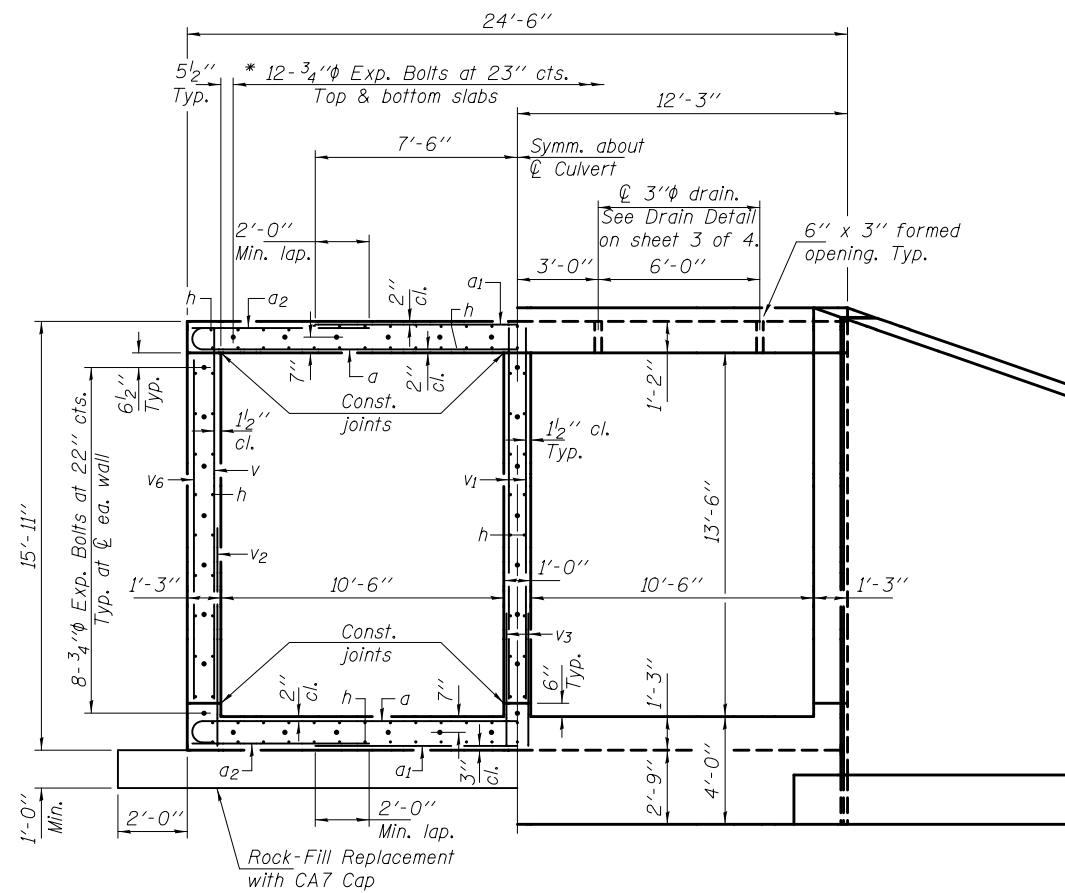 24'-6"
5½"
Typ.
* 12-¾"ϕ Exp. Bolts at 23" cts.
Top & bottom slabs
12'-3"
7'-6"
Symm. about
℄ Culvert
℄ 3"ϕ drain.
See Drain Detail
on sheet 3 of 4.
6" x 3" formed
opening. Typ.
2'-0"
Min. lap.
3'-0"
6'-0"
h
a2
2"
cl.
a1
h
7"
a
2"
cl.
1'-2"
6½"
Typ.
Const.
joints
1½"
cl.
1½" cl.
Typ.
v6
v
h
v1
h
13'-6"
15'-11"
8-¾"ϕ Exp. Bolts at 22" cts.
Typ. at ℄ ea. wall
v2
1'-3"
10'-6"
1'-0"
10'-6"
1'-3"
Const.
joints
v3
6"
Typ.
2"
cl.
h
a
7"
1'-3"
a2
a1
3"
cl.
2'-9"
4'-0"
1'-0"
Min.
2'-0"
2'-0"
Min. lap.
Rock-Fill Replacement
with CA7 Cap